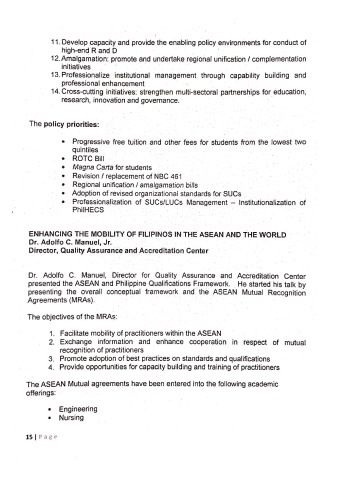 11. Develop capacity and provide the enabling policy environments for conduct of
high-end R and D
12. Amalgamation: promote and undertake regional unification / complementation
initiatives
13. Professionalize institutional management through capability building and
professional enhancement
14. Cross-cutting initiatives: strengthen multi-sectoral partnerships for education,
research, innovation and governance.
The policy priorities:
• Progressive free tuition and other fees for students from the lowest two
quintiles
• ROTC Bill
• Magna Carta for students
• Revision / replacement of NBC 461
• Regional unification / amalgamation bills
• Adoption of revised organizational standards for SUCs
• Professionalization of SUCs/LUCs Management – Institutionalization of
PhilHECS
ENHANCING THE MOBILITY OF FILIPINOS IN THE ASEAN AND THE WORLD
Dr. Adolfo C. Manuel, Jr.
Director, Quality Assurance and Accreditation Center
Dr. Adolfo C. Manuel, Director for Quality Assurance and Accreditation Center
presented the ASEAN and Philippine Qualifications Framework. He started his talk by
presenting the overall conceptual framework and the ASEAN Mutual Recognition
Agreements (MRAs).
The objectives of the MRAs:
1. Facilitate mobility of practitioners within the ASEAN
2. Exchange information and enhance cooperation in respect of mutual
recognition of practitioners
3. Promote adoption of best practices on standards and qualifications
4. Provide opportunities for capacity building and training of practitioners
The ASEAN Mutual agreements have been entered into the following academic
offerings:
• Engineering
• Nursing
15 | Page